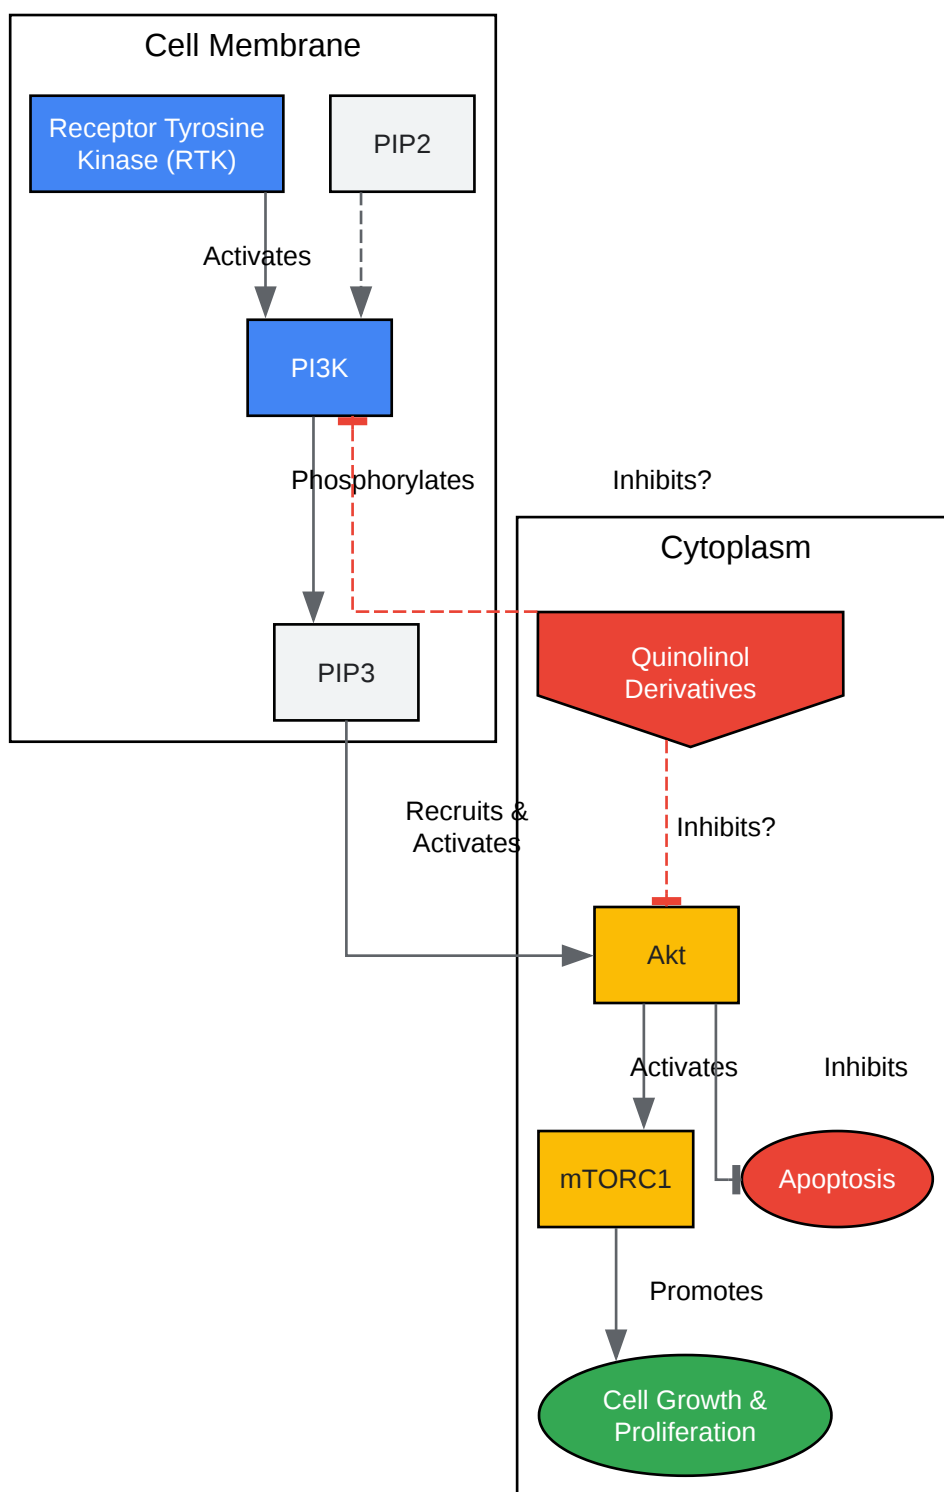 Cell Membrane
Receptor Tyrosine
Kinase (RTK)
PIP2
Activates
PI3K
Phosphorylates
Inhibits?
Cytoplasm
Quinolinol
Derivatives
PIP3
Recruits &
Activates
Inhibits?
Akt
Activates
Inhibits
mTORC1
Apoptosis
Promotes
Cell Growth &
Proliferation